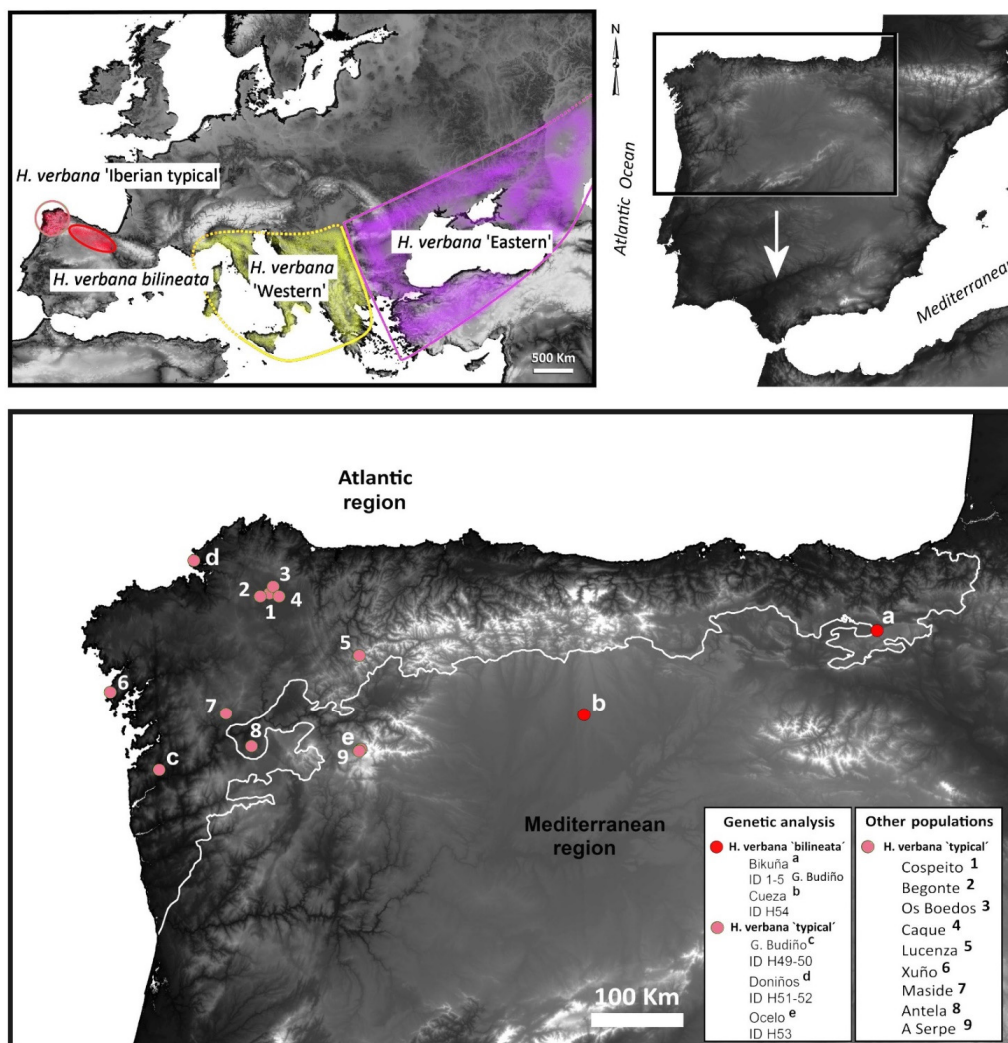 H. verbana 'Iberian typical'
H. verbana bilineata
H. verbana
'Western'
H. verbana 'Eastern'
500 Km
N
Atlantic Ocean
Mediterranean
Atlantic
region
d
3
2
4
1
5
a
6
7
b
8
e
9
c
Mediterranean
region
100 Km
Genetic analysis
H. verbana `bilineata´
Bikuña a
ID 1-5 G. Budiño
Cueza b
ID H54
H. verbana `typical´
G. Budiño c
ID H49-50
Doniños d
ID H51-52
Ocelo e
ID H53
Other populations
H. verbana `typical´
Cospeito 1
Begonte 2
Os Boedos 3
Caque 4
Lucenza 5
Xuño 6
Maside 7
Antela 8
A Serpe 9